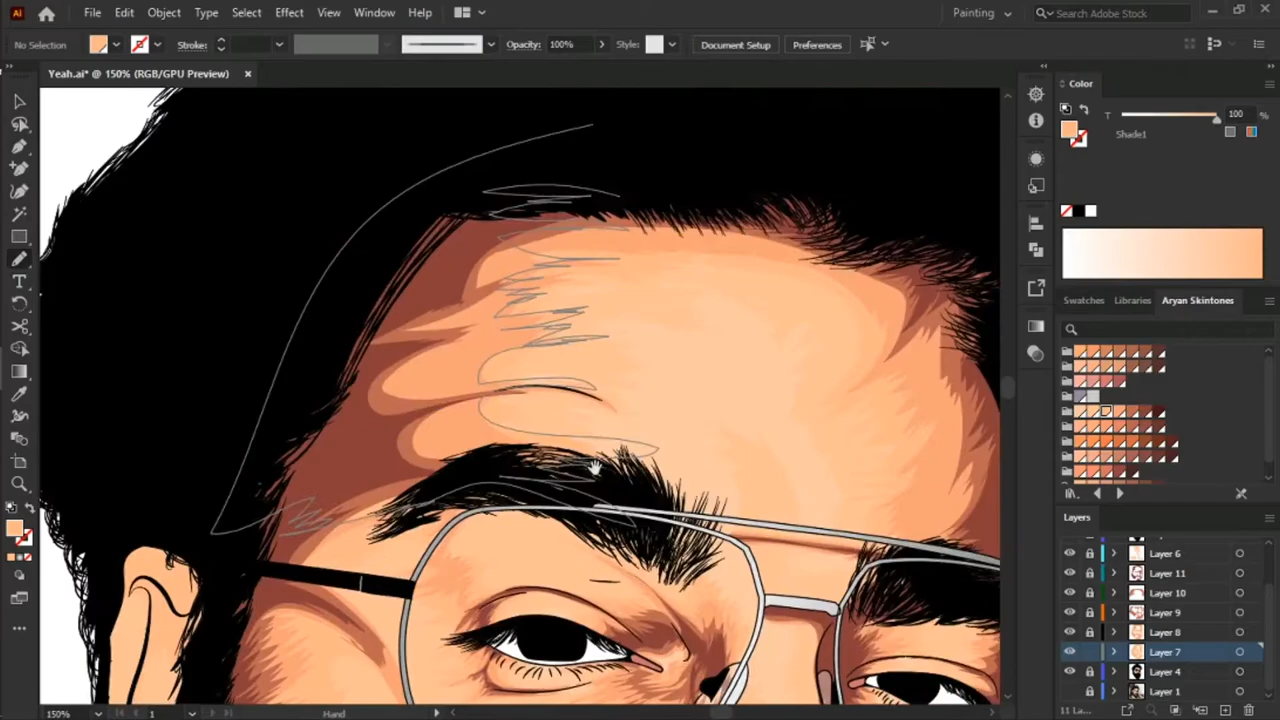 Ai File Edit Object Type Select Effect View Window Help Painting Search Adobe Stock
No Selection Stroke: Opacity: 100% Style: Document Setup Preferences
Yeah.ai* @ 150% (RGB/GPU Preview) ×
Color
T 100 %
Shade1
Swatches Libraries Aryan Skintones
Layers
Layer 6
Layer 11
Layer 10
Layer 9
Layer 8
Layer 7
Layer 4
Layer 1
150% 1 Hand 11 La...